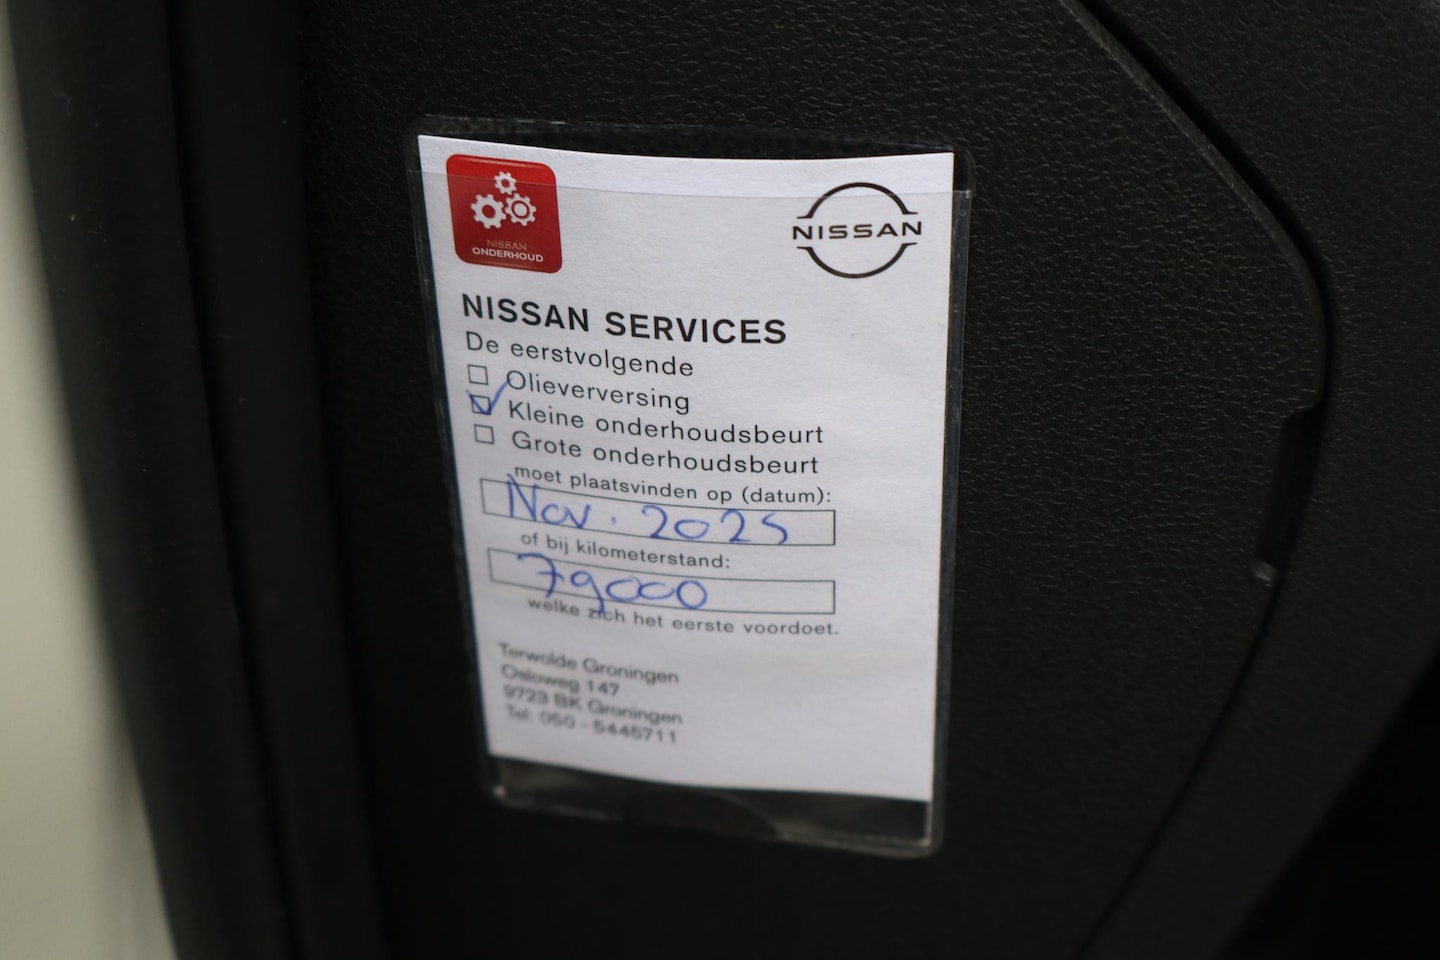 NISSAN
ONDERHOUD
NISSAN
NISSAN SERVICES
De eerstvolgende
Olieverversing
Kleine onderhoudsbeurt
Grote onderhoudsbeurt
moet plaatsvinden op (datum):
Nov. 2025
of bij kilometerstand:
79000
welke zich het eerste voordoet.
Terwolde Groningen
Osloweg 147
9723 BK Groningen
Tel: 050 - 5445711